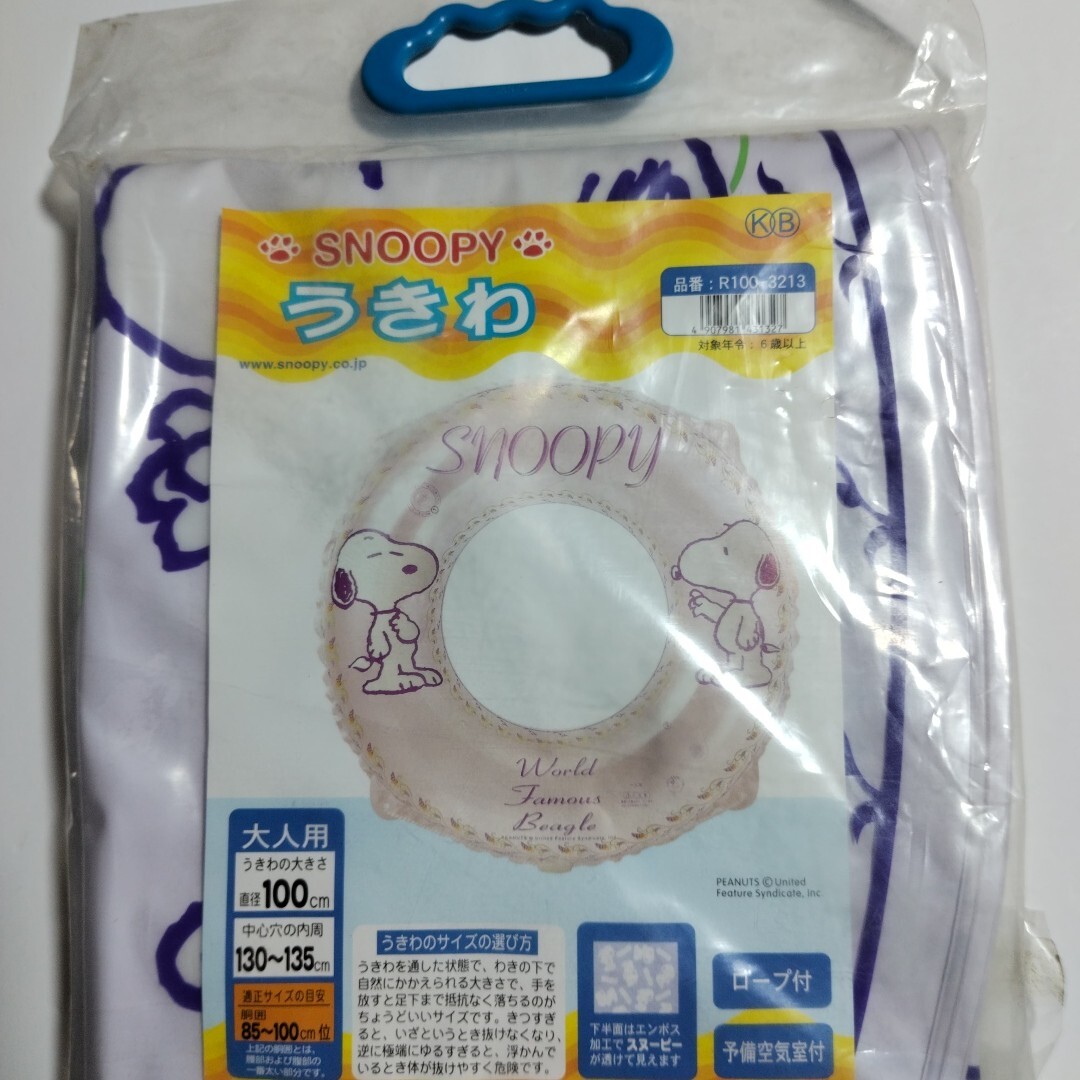 SNOOPY
うきわ
www.snoopy.co.jp
KB
品番：R100-3213
対象年令：6歳以上
SNOOPY
World
Famous
Beagle
PEANUTS © United
Feature Syndicate, Inc.
大人用
うきわの大きさ
直径100cm
中心穴の内周
130～135cm
適正サイズの目安
胴囲
85～100cm位
上記の胴囲とは、
腰部および腹部の
一番太い部分です。
うきわのサイズの選び方
うきわを通した状態で、わきの下で
自然にかかえられる大きさで、手を
放すと足下まで抵抗なく落ちるのが
ちょうどいいサイズです。きつすぎ
ると、いざというとき抜けなくなり、
逆に極端にゆるすぎると、浮かんで
いるとき体が抜けやすく危険です。
下半面はエンボス
加工でスヌーピー
が透けて見えます
ロープ付
予備空気室付